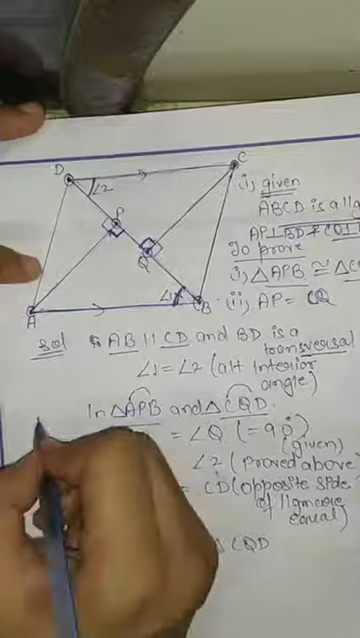 D
C
∠2
P
Q
∠1
A
B
(i) given
ABCD is a
AP⊥BD & CQ⊥
To prove
(i) △APB ≅ △C
(ii) AP = CQ
Sol AB || CD and BD is a
transversal
∠1 = ∠2 (alt interior
angle)
In △APB and △CQD
= ∠Q (= 90°)
(given)
∠2 (proved above)
= CD (opposite side
of ||gm are
equal)
△ CQD